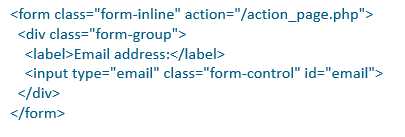 <form class="form-inline" action="/action_page.php">
  <div class="form-group">
    <label>Email address:</label>
    <input type="email" class="form-control" id="email">
  </div>
</form>